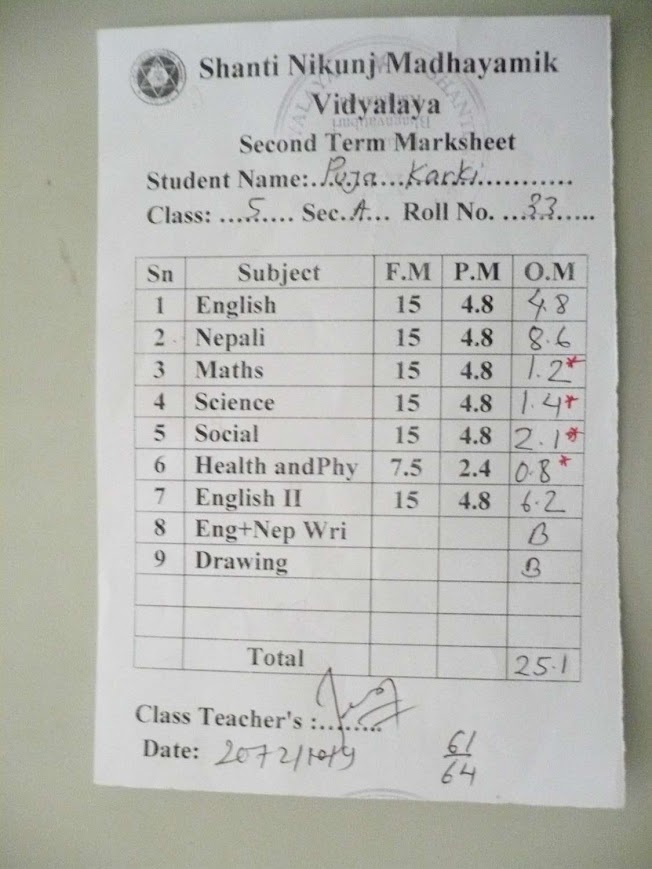 Shanti Nikunj Madhayamik
Vidyalaya
Second Term Marksheet
Student Name:....Puja....Karki............
Class: ....5.... Sec..A... Roll No. ...33.....
Sn Subject F.M P.M O.M
1 English 15 4.8 4.8
2 Nepali 15 4.8 8.6
3 Maths 15 4.8 1.2*
4 Science 15 4.8 1.4*
5 Social 15 4.8 2.1*
6 Health andPhy 7.5 2.4 0.8*
7 English II 15 4.8 6.2
8 Eng+Nep Wri B
9 Drawing B
Total 25.1
Class Teacher's :........
Date: 2072/
61
64